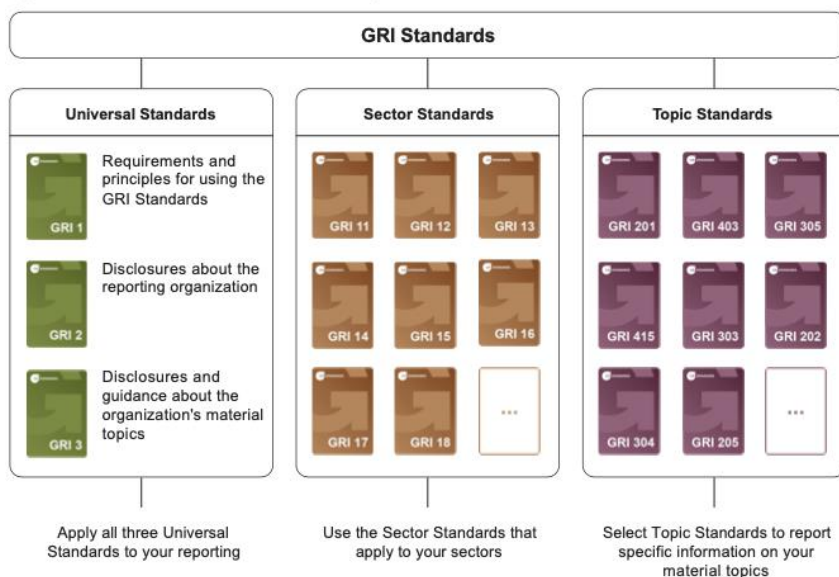 GRI Standards
Universal Standards
GRI 1
Requirements and
principles for using the
GRI Standards
GRI 2
Disclosures about the
reporting organization
GRI 3
Disclosures and
guidance about the
organization's material
topics
Apply all three Universal
Standards to your reporting
Sector Standards
GRI 11 GRI 12 GRI 13
GRI 14 GRI 15 GRI 16
GRI 17 GRI 18 ...
Use the Sector Standards that
apply to your sectors
Topic Standards
GRI 201 GRI 403 GRI 305
GRI 415 GRI 303 GRI 202
GRI 304 GRI 205 ...
Select Topic Standards to report
specific information on your
material topics